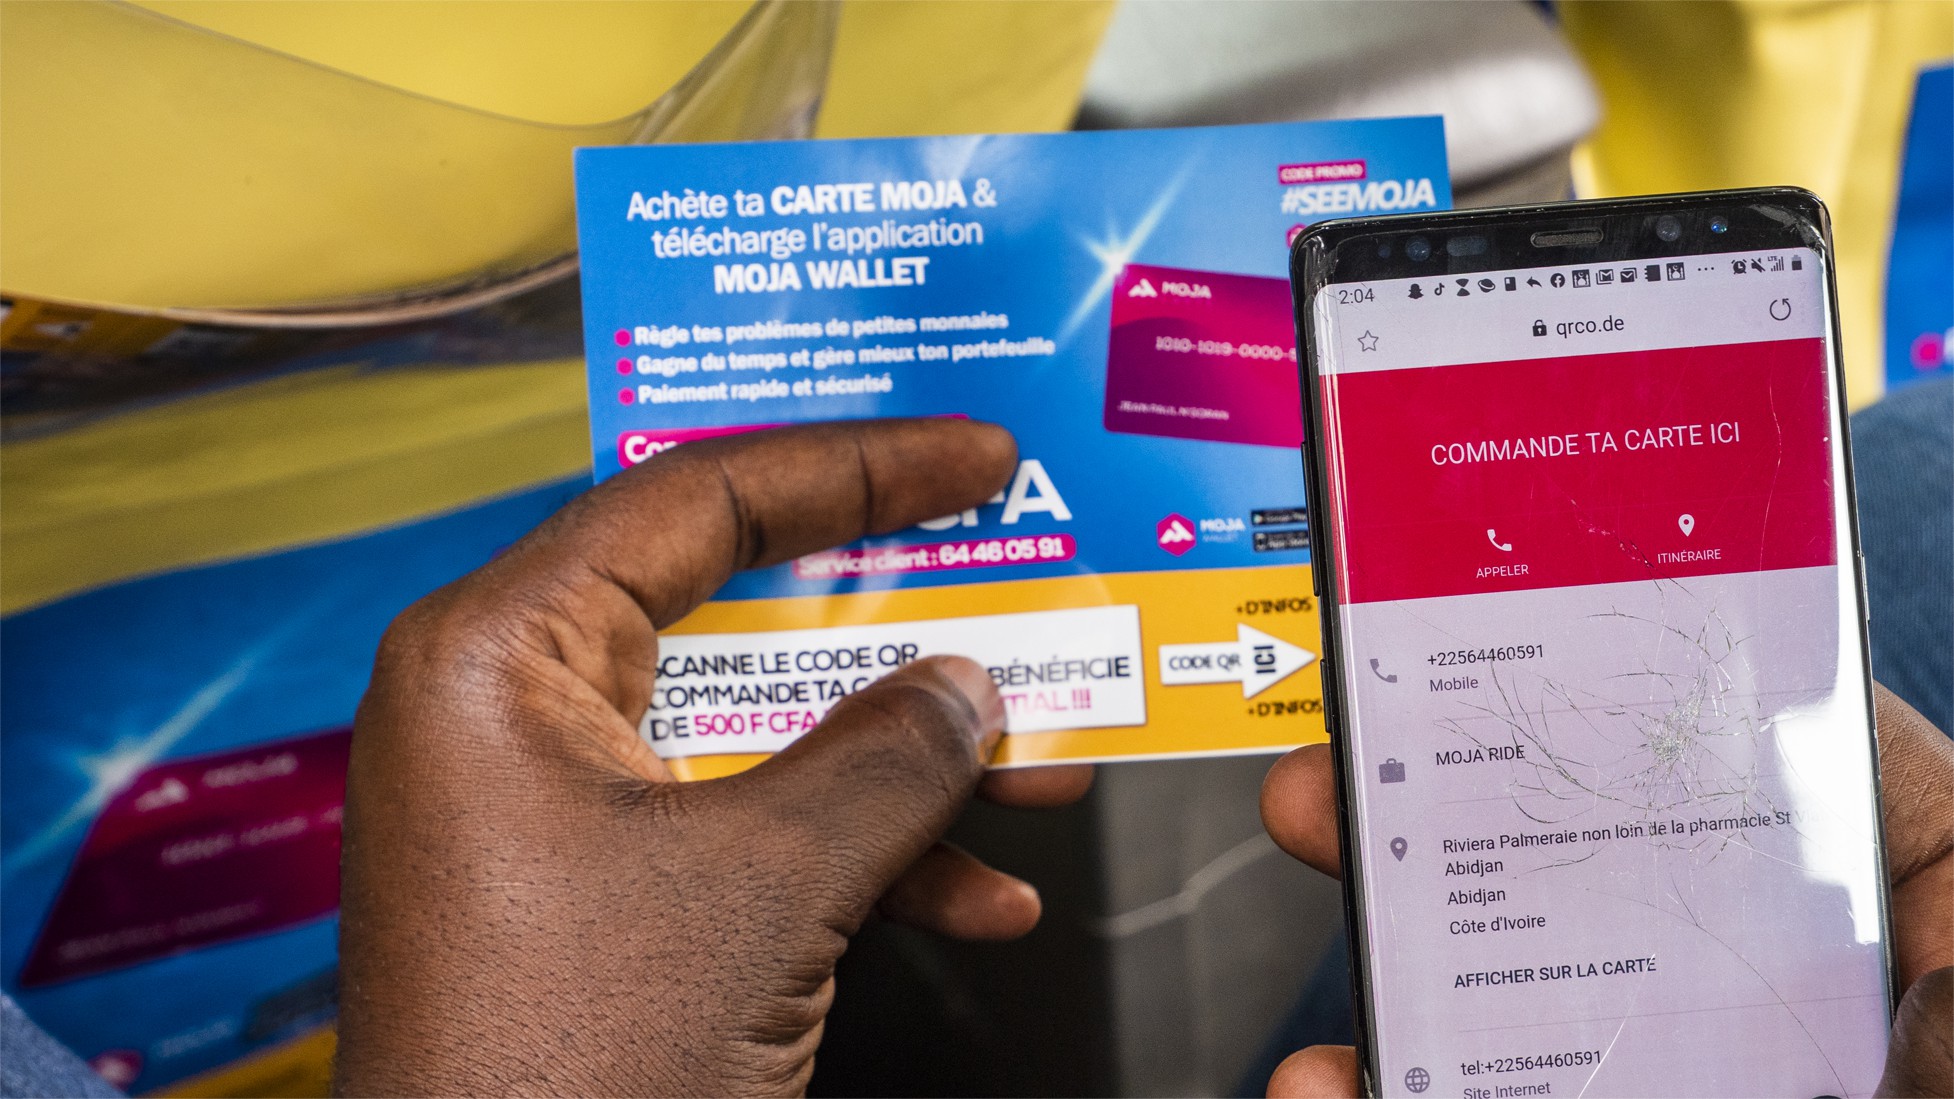 Achète ta CARTE MOJA &
télécharge l'application
MOJA WALLET
Règle tes problèmes de petites monnaies
Gagne du temps et gère mieux ton portefeuille
Paiement rapide et sécurisé
CFA
Service client : 64 46 05 91
SCANNE LE CODE QR
COMMANDE TA
BÉNÉFICIE
DE 500 F CFA
!!!
CODE PROMO
#SEEMOJA
MOJA
1010-1019-0000-
MOJA
WALLET
+ D'INFOS
CODE QR ICI
+ D'INFOS
2:04
qrco.de
COMMANDE TA CARTE ICI
APPELER
ITINÉRAIRE
+22564460591
Mobile
MOJA RIDE
Riviera Palmeraie non loin de la pharmacie St
Abidjan
Abidjan
Côte d'Ivoire
AFFICHER SUR LA CARTE
tel:+22564460591
Site Internet